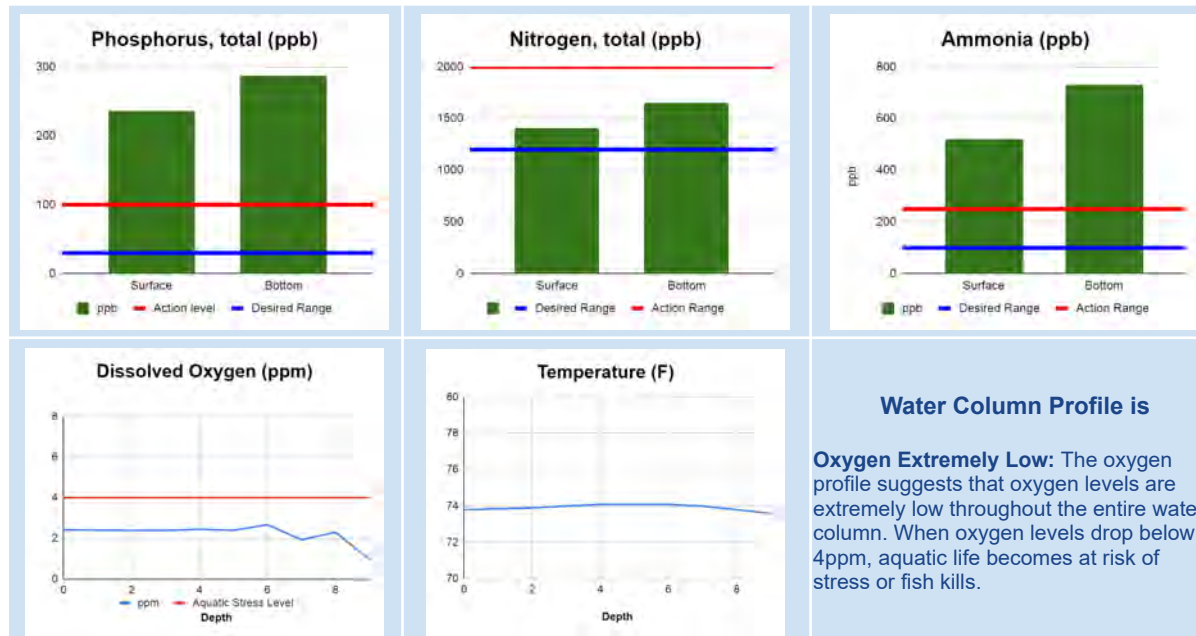 Phosphorus, total (ppb)
300
200
100
0
Surface Bottom
ppb Action level Desired Range
Nitrogen, total (ppb)
2000
1500
1000
500
0
Surface Bottom
Desired Range Action Range
Ammonia (ppb)
800
600
400
200
0
ppb
Surface Bottom
ppb Desired Range Action Range
Dissolved Oxygen (ppm)
8
6
4
2
0
0 2 4 6 8
ppm Aquatic Stress Level
Depth
Temperature (F)
80
78
76
74
72
70
0 2 4 6 8
Depth
Water Column Profile is
Oxygen Extremely Low: The oxygen
profile suggests that oxygen levels are
extremely low throughout the entire wate
column. When oxygen levels drop below
4ppm, aquatic life becomes at risk of
stress or fish kills.